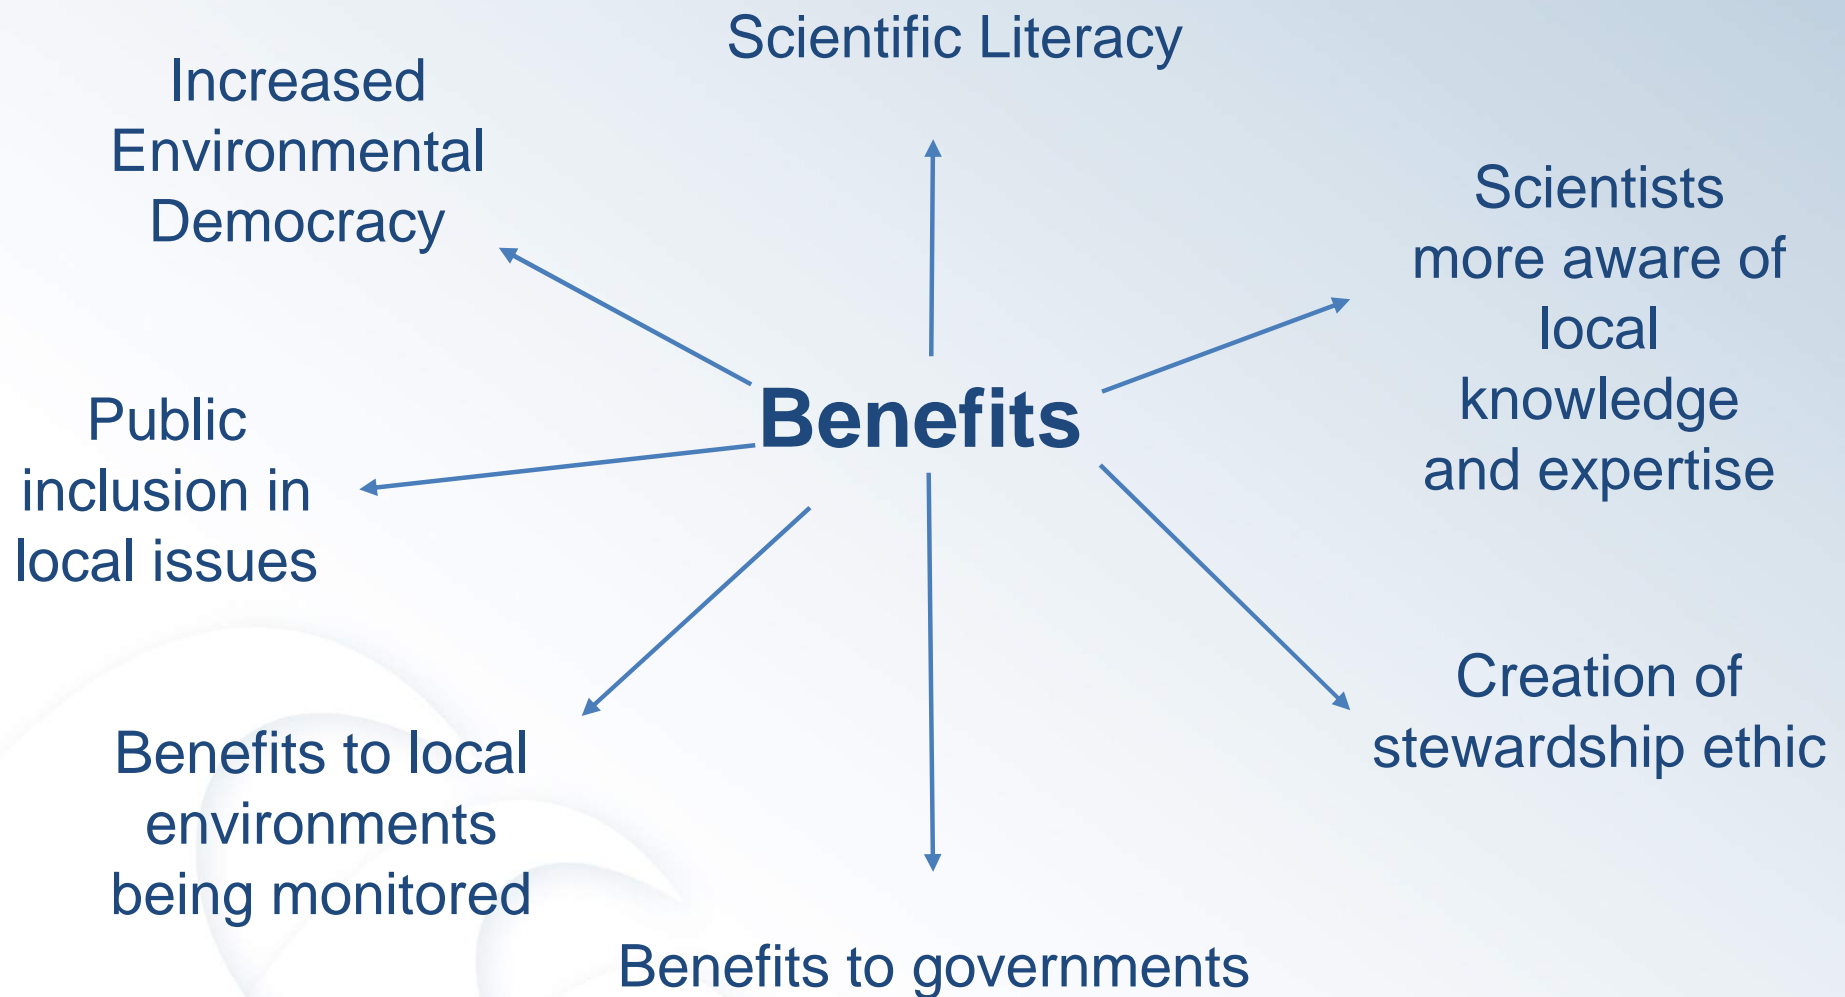 Scientific Literacy
Increased
Environmental
Democracy
Scientists
more aware of
local
knowledge
and expertise
Benefits
Public
inclusion in
local issues
Creation of
stewardship ethic
Benefits to local
environments
being monitored
Benefits to governments